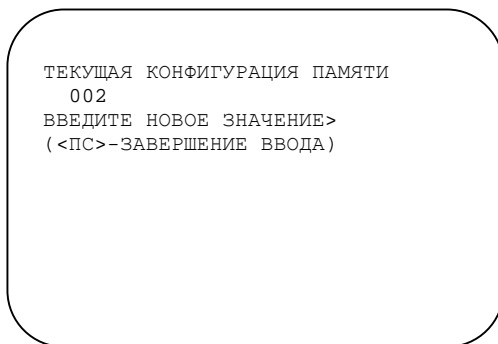 ТЕКУЩАЯ КОНФИГУРАЦИЯ ПАМЯТИ
002
ВВЕДИТЕ НОВОЕ ЗНАЧЕНИЕ>
(<ПС>-ЗАВЕРШЕНИЕ ВВОДА)